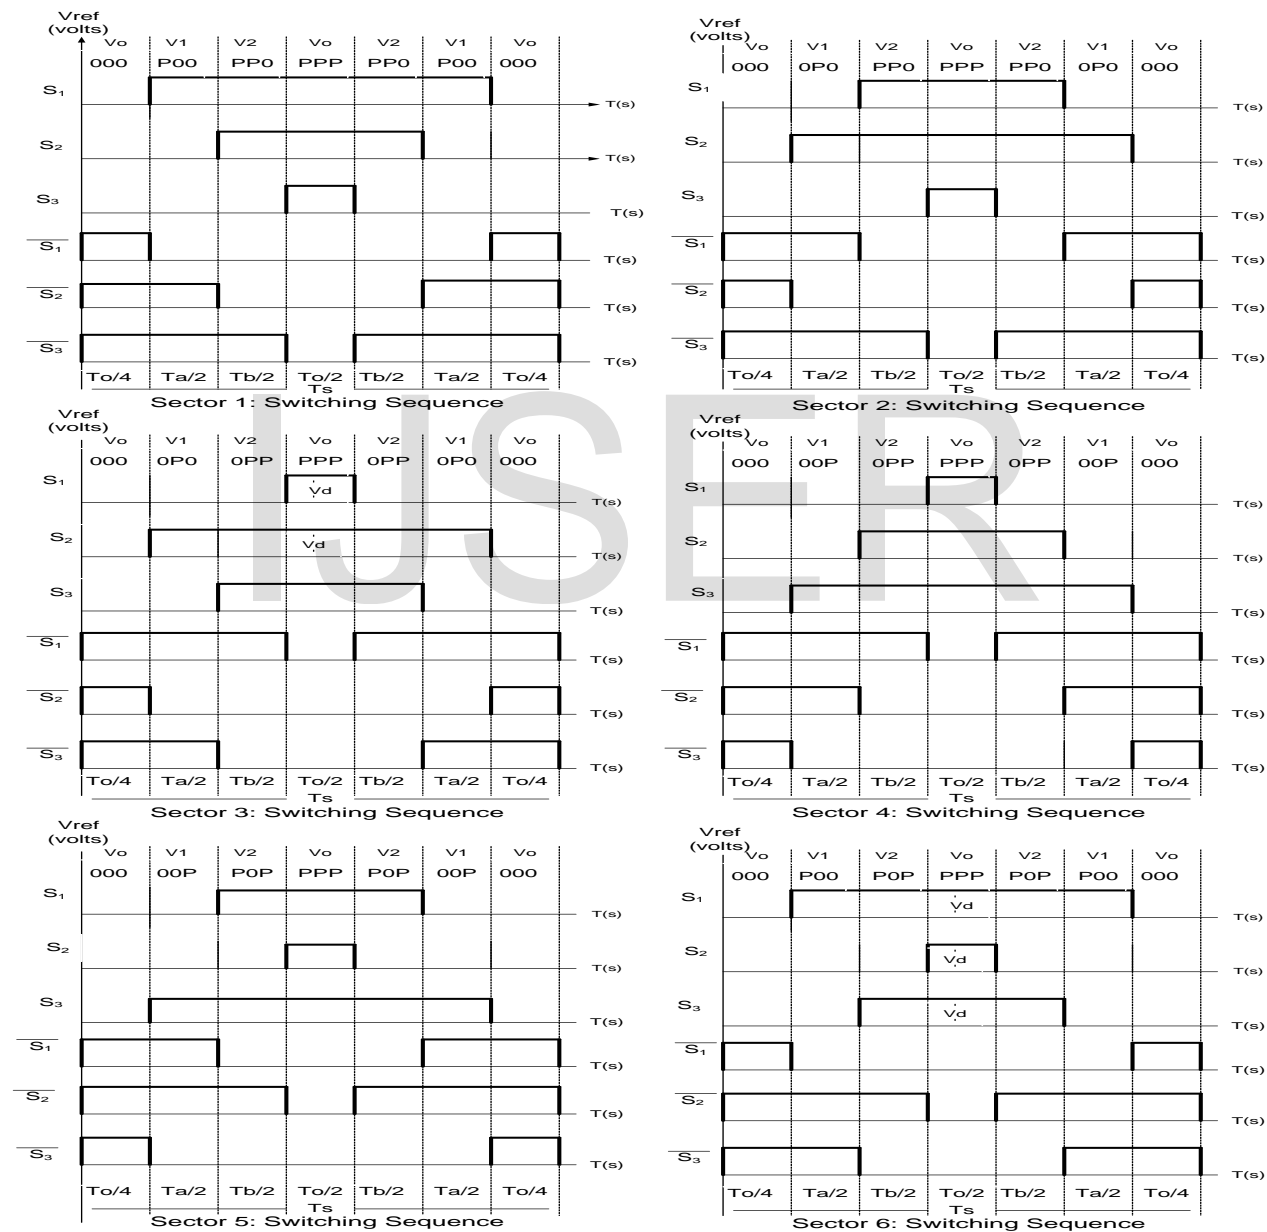 Vref
(volts)
Vo V1 V2 Vo V2 V1 Vo
000 P00 PP0 PPP PP0 P00 000
S1 T(s)
S2 T(s)
S3 T(s)
S1 T(s)
S2 T(s)
S3 T(s)
To/4 Ta/2 Tb/2 To/2 Tb/2 Ta/2 To/4
Ts
Sector 1: Switching Sequence
Vref
(volts)
Vo V1 V2 Vo V2 V1 Vo
000 0P0 PP0 PPP PP0 0P0 000
S1 T(s)
S2 T(s)
S3 T(s)
S1 T(s)
S2 T(s)
S3 T(s)
To/4 Ta/2 Tb/2 To/2 Tb/2 Ta/2 To/4
Ts
Sector 2: Switching Sequence
IJSER
Vref
(volts)
Vo V1 V2 Vo V2 V1 Vo
000 0P0 0PP PPP 0PP 0P0 000
S1 Vd T(s)
S2 Vd T(s)
S3 T(s)
S1 T(s)
S2 T(s)
S3 T(s)
To/4 Ta/2 Tb/2 To/2 Tb/2 Ta/2 To/4
Ts
Sector 3: Switching Sequence
Vref
(volts)
Vo V1 V2 Vo V2 V1 Vo
000 00P 0PP PPP 0PP 00P 000
S1 T(s)
S2 T(s)
S3 T(s)
S1 T(s)
S2 T(s)
S3 T(s)
To/4 Ta/2 Tb/2 To/2 Tb/2 Ta/2 To/4
Ts
Sector 4: Switching Sequence
Vref
(volts)
Vo V1 V2 Vo V2 V1 Vo
000 00P P0P PPP P0P 00P 000
S1 T(s)
S2 T(s)
S3 T(s)
S1 T(s)
S2 T(s)
S3 T(s)
To/4 Ta/2 Tb/2 To/2 Tb/2 Ta/2 To/4
Ts
Sector 5: Switching Sequence
Vref
(volts)
Vo V1 V2 Vo V2 V1 Vo
000 P00 P0P PPP P0P P00 000
S1 Vd T(s)
S2 Vd T(s)
S3 Vd T(s)
S1 T(s)
S2 T(s)
S3 T(s)
To/4 Ta/2 Tb/2 To/2 Tb/2 Ta/2 To/4
Ts
Sector 6: Switching Sequence